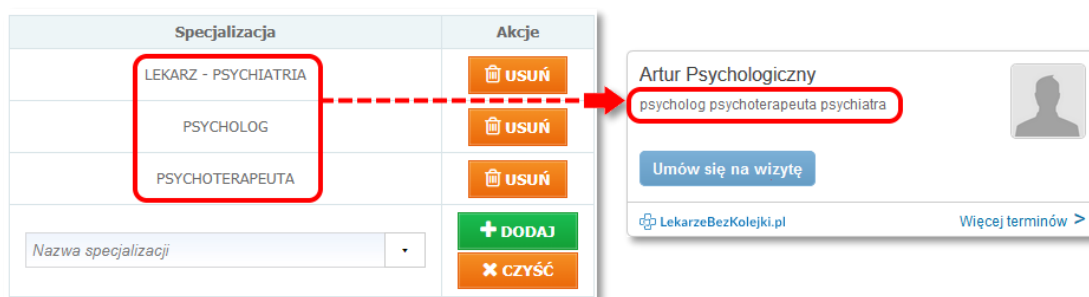 Specjalizacja Akcje
LEKARZ - PSYCHIATRIA USUŃ
PSYCHOLOG USUŃ
PSYCHOTERAPEUTA USUŃ
Nazwa specjalizacji DODAJ
CZYŚĆ
Artur Psychologiczny
psycholog psychoterapeuta psychiatra
Umów się na wizytę
LekarzeBezKolejki.pl Więcej terminów >